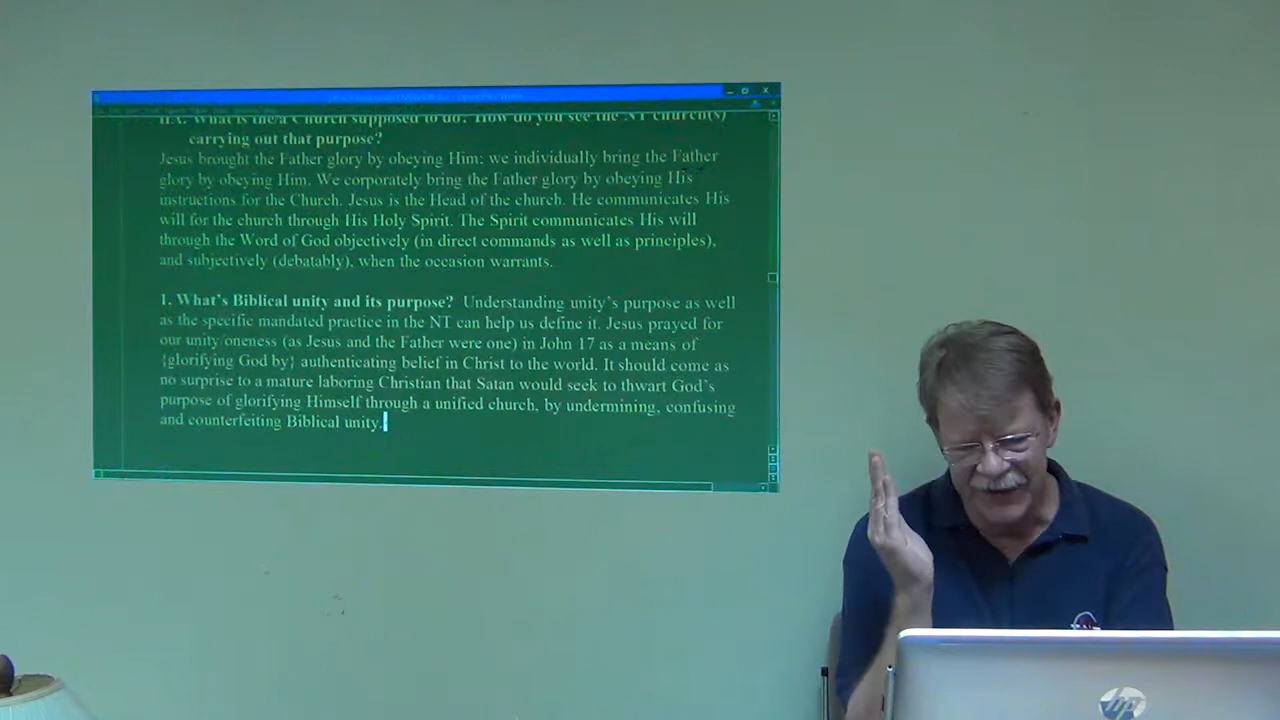 II.A. What is the/a Church supposed to do? How do you see the NT church(s)
carrying out that purpose?
Jesus brought the Father glory by obeying Him: we individually bring the Father
glory by obeying Him. We corporately bring the Father glory by obeying His
instructions for the Church. Jesus is the Head of the church. He communicates His
will for the church through His Holy Spirit. The Spirit communicates His will
through the Word of God objectively (in direct commands as well as principles),
and subjectively (debatably), when the occasion warrants.
1. What's Biblical unity and its purpose? Understanding unity's purpose as well
as the specific mandated practice in the NT can help us define it. Jesus prayed for
our unity/oneness (as Jesus and the Father were one) in John 17 as a means of
{glorifying God by} authenticating belief in Christ to the world. It should come as
no surprise to a mature laboring Christian that Satan would seek to thwart God's
purpose of glorifying Himself through a unified church, by undermining, confusing
and counterfeiting Biblical unity.
hp